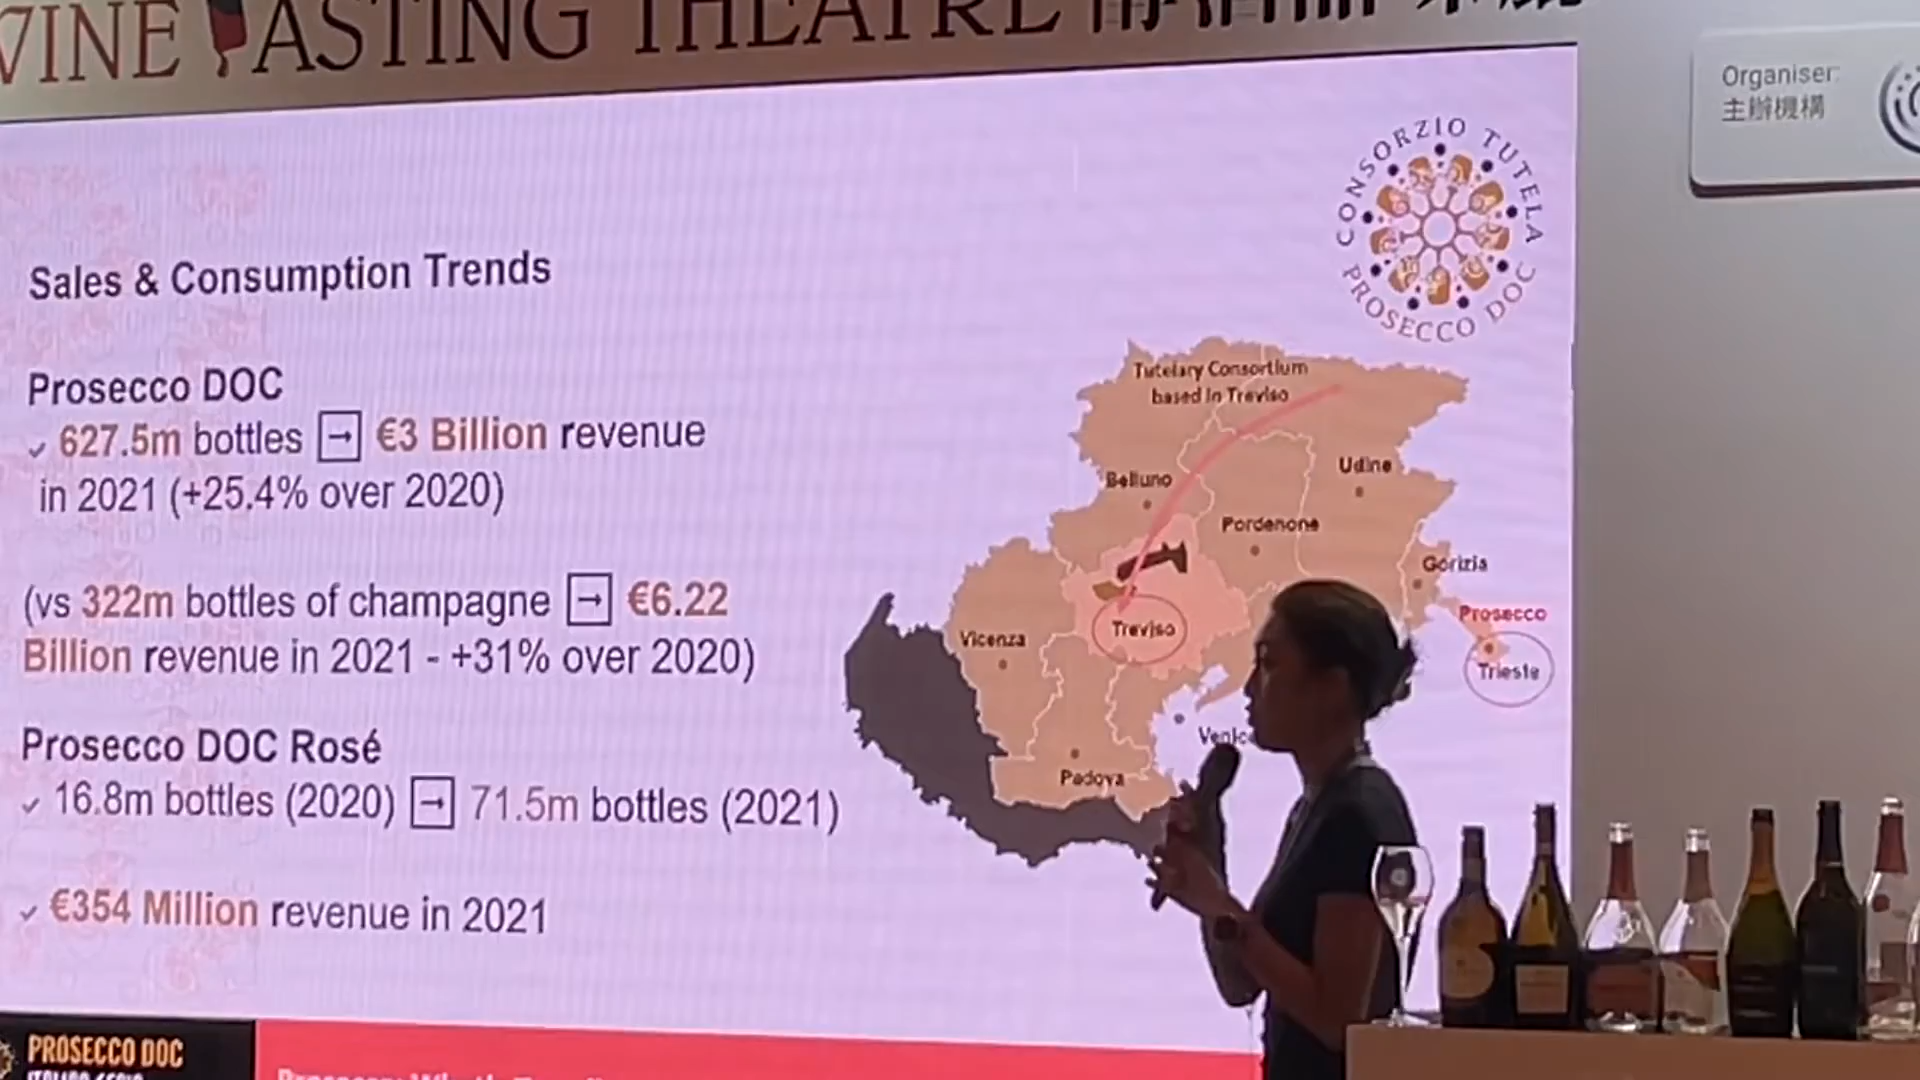 VINE TASTING THEATRE
Organiser:
主辦機構
CONSORZIO TUTELA
PROSECCO DOC
Sales & Consumption Trends
Prosecco DOC
✓ 627.5m bottles → €3 Billion revenue
in 2021 (+25.4% over 2020)
(vs 322m bottles of champagne → €6.22
Billion revenue in 2021 - +31% over 2020)
Prosecco DOC Rosé
✓ 16.8m bottles (2020) → 71.5m bottles (2021)
✓ €354 Million revenue in 2021
Tutelary Consortium
based in Treviso
Belluno
Udine
Pordenone
Gorizia
Prosecco
Vicenza
Treviso
Trieste
Venice
Padova
PROSECCO DOC